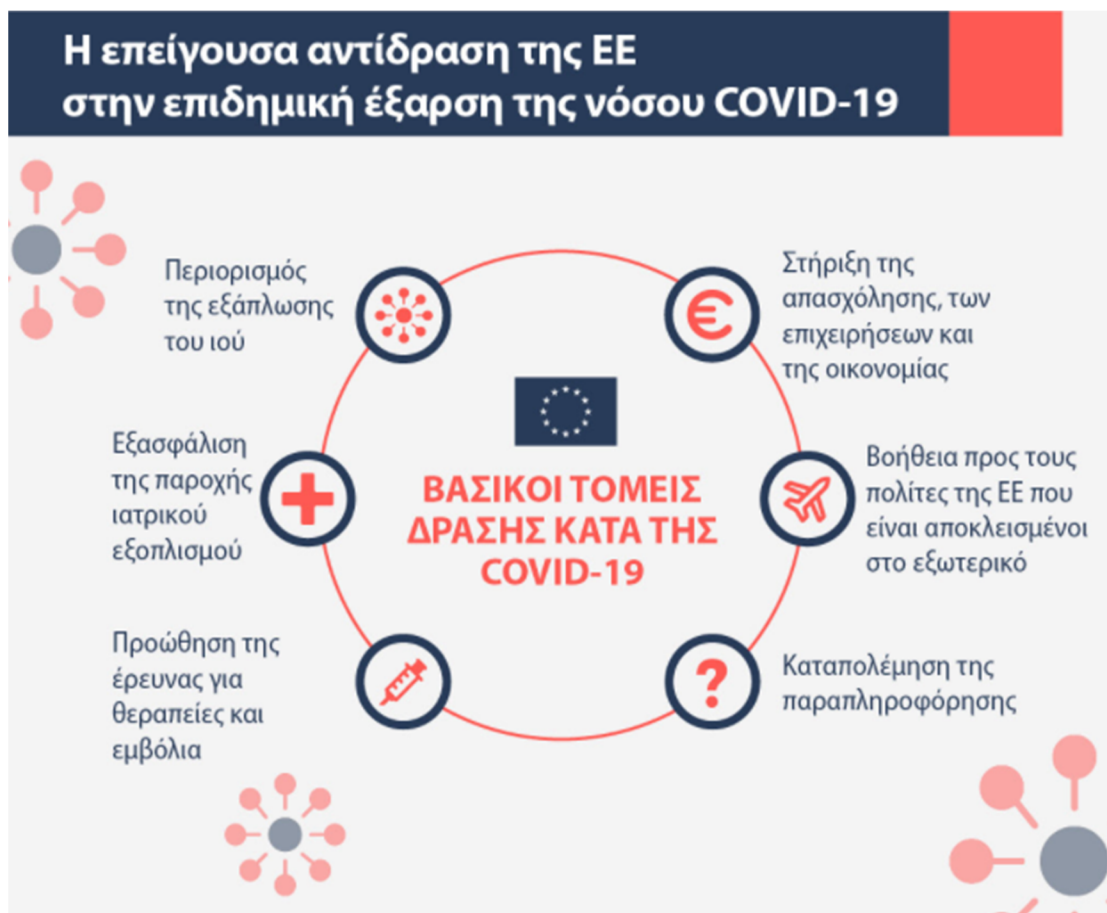 Η επείγουσα αντίδραση της ΕΕ
στην επιδημική έξαρση της νόσου COVID-19
Περιορισμός
της εξάπλωσης
του ιού
Στήριξη της
απασχόλησης, των
επιχειρήσεων και
της οικονομίας
Εξασφάλιση
της παροχής
ιατρικού
εξοπλισμού
ΒΑΣΙΚΟΙ ΤΟΜΕΙΣ
ΔΡΑΣΗΣ ΚΑΤΑ ΤΗΣ
COVID-19
Βοήθεια προς τους
πολίτες της ΕΕ που
είναι αποκλεισμένοι
στο εξωτερικό
Προώθηση της
έρευνας για
θεραπείες και
εμβόλια
Καταπολέμηση της
παραπληροφόρησης